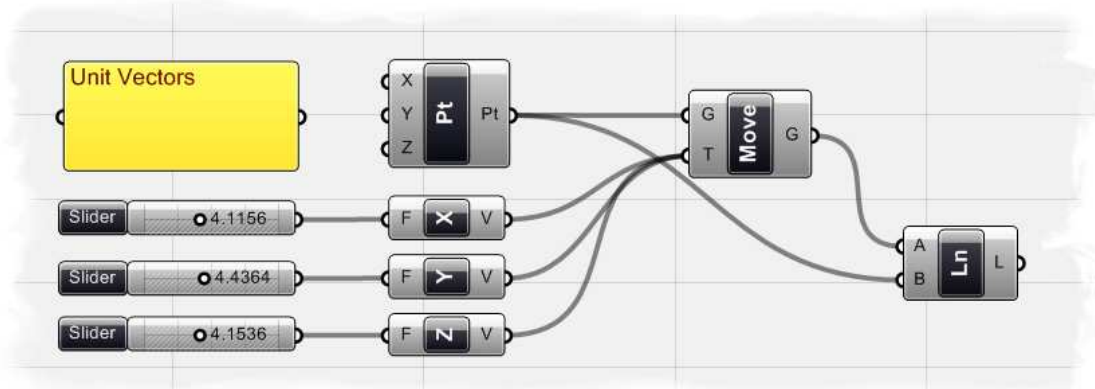 Unit Vectors
X
Y
Z
Pt
Pt
G
T
Move
G
Slider
4.1156
F
X
V
Slider
4.4364
F
Y
V
A
B
Ln
L
Slider
4.1536
F
Z
V